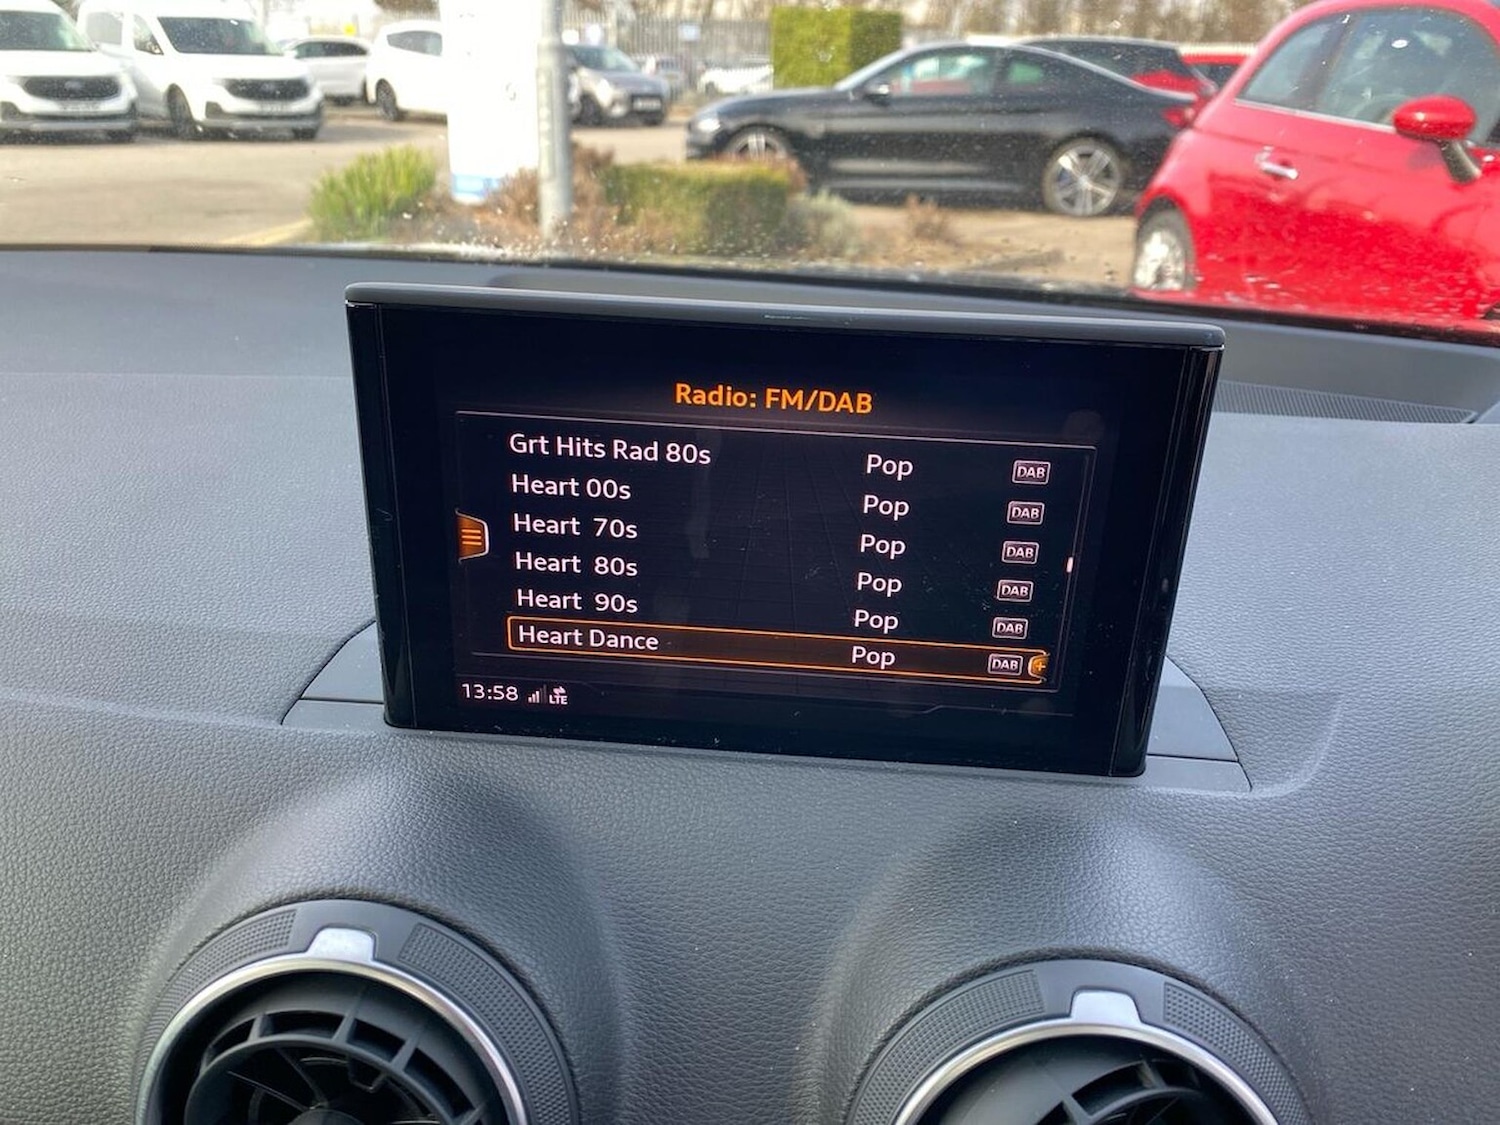 Radio: FM/DAB
Grt Hits Rad 80s Pop DAB
Heart 00s Pop DAB
Heart 70s Pop DAB
Heart 80s Pop DAB
Heart 90s Pop DAB
Heart Dance Pop DAB +
13:58 LTE